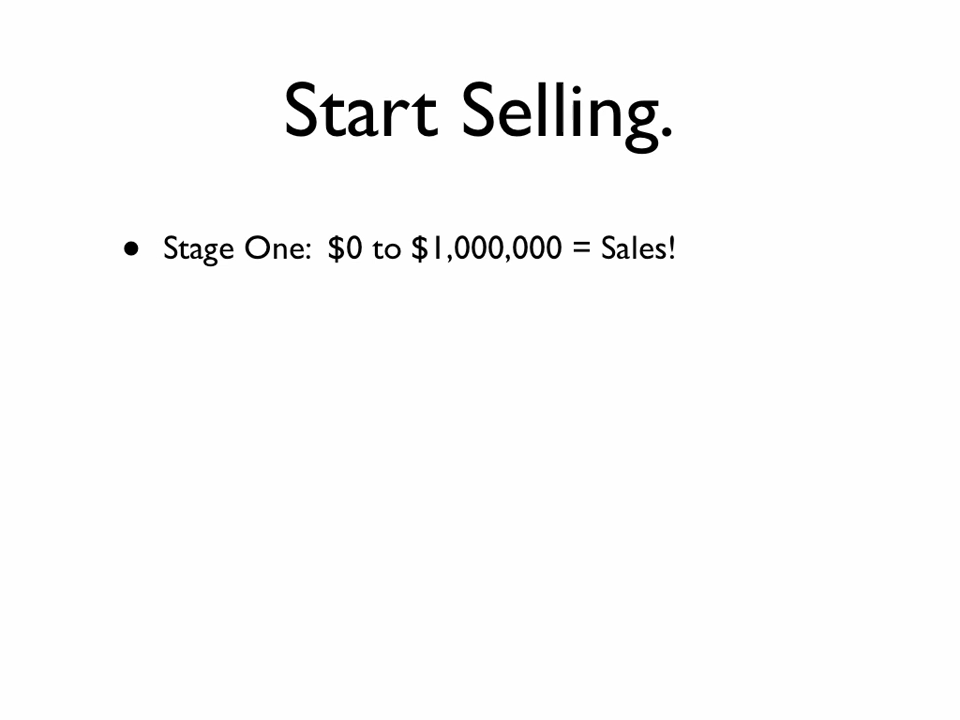 Start Selling.
• Stage One: $0 to $1,000,000 = Sales!